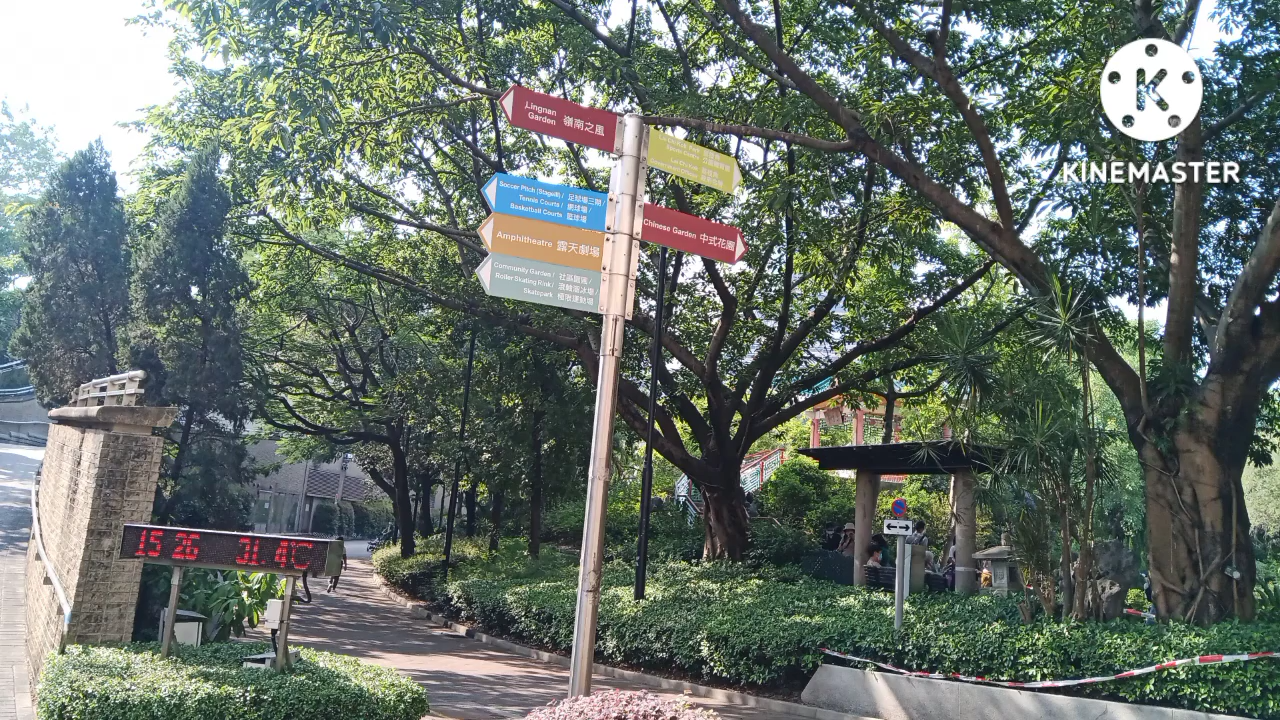 KINEMASTER
Lingnan
Garden 嶺南之風
Soccer Pitch (Stage III) / 足球場三期 /
Tennis Courts / 網球場 /
Basketball Courts 籃球場
Chinese Garden 中式花園
Amphitheatre 露天劇場
Community Garden / 社區園圃 /
Roller Skating Rink / 滾軸溜冰場 /
Skatepark 極限運動場
15 26 31.4C